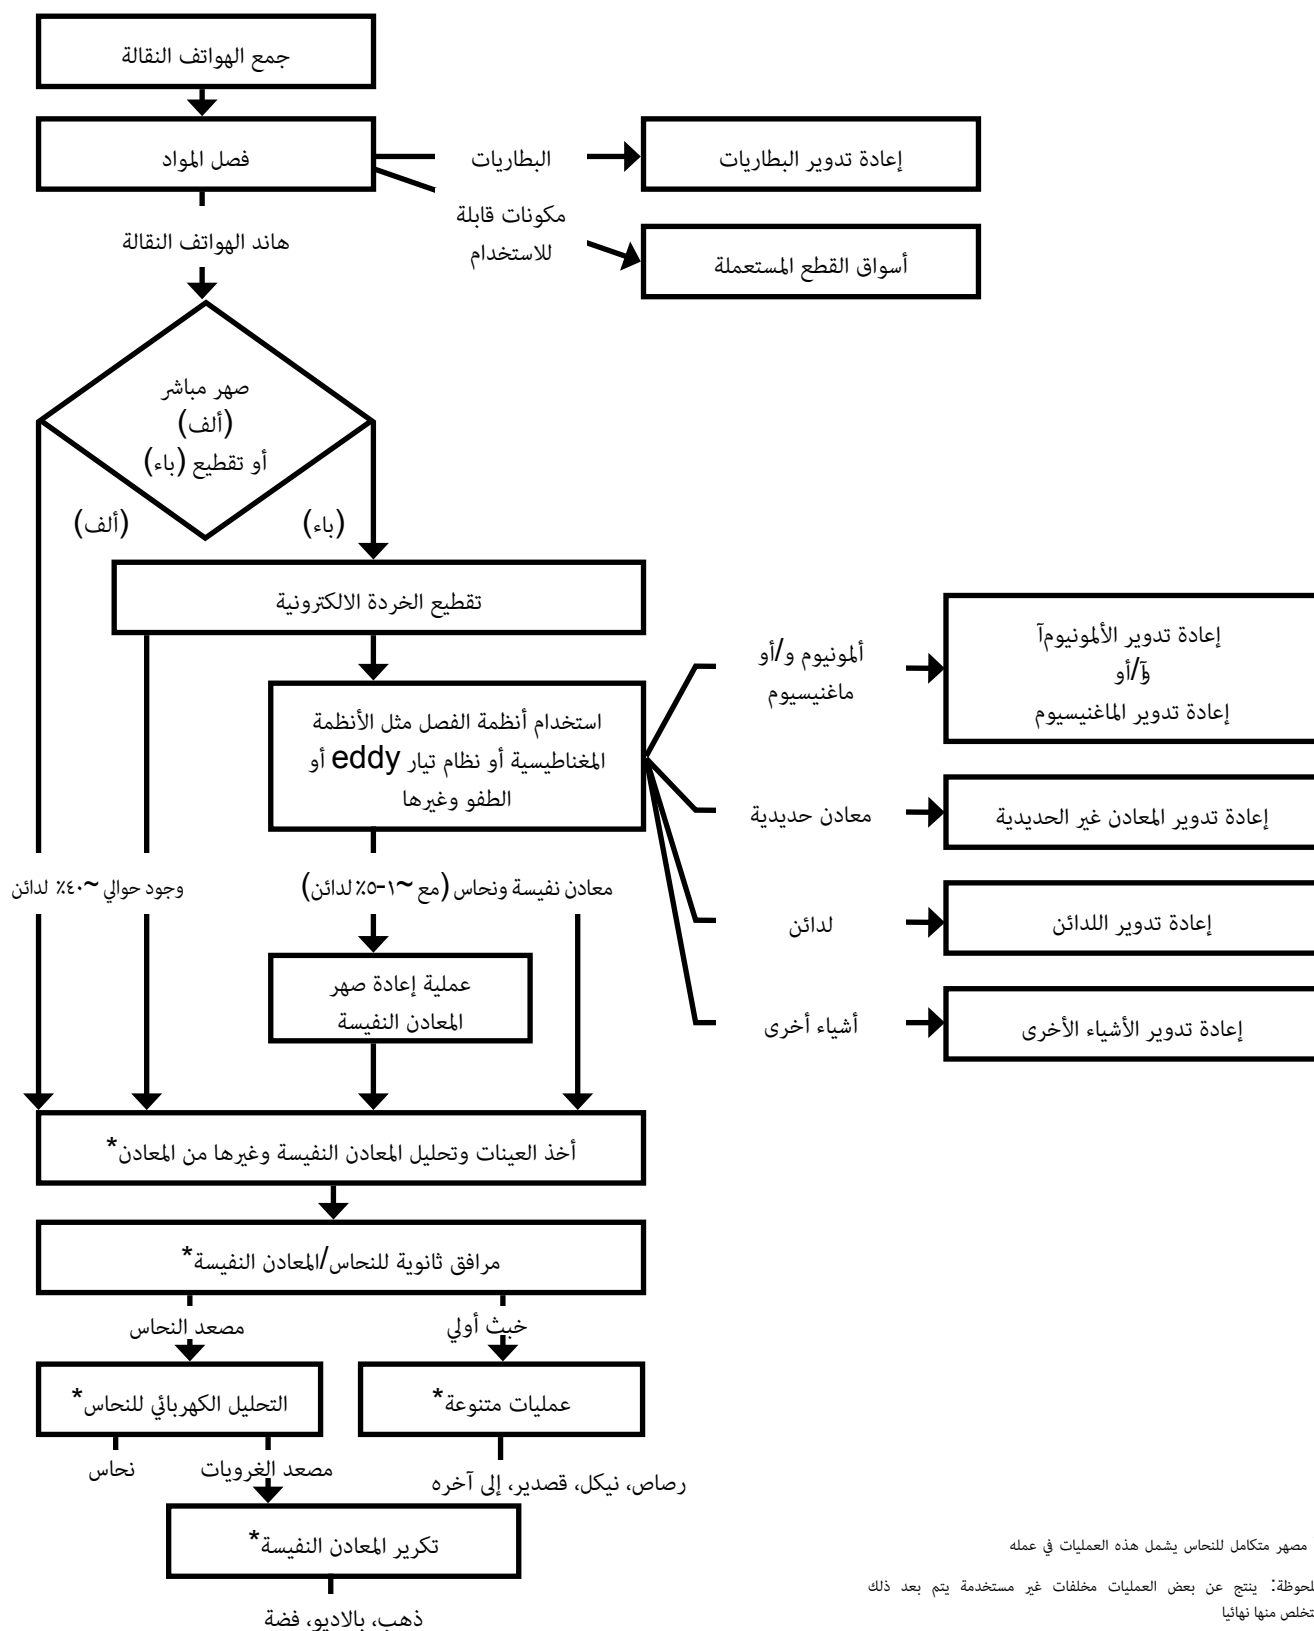 جمع الهواتف النقالة
فصل المواد
البطاريات
إعادة تدوير البطاريات
مكونات قابلة
للاستخدام
أسواق القطع المستعملة
هاند الهواتف النقالة
صهر مباشر
(ألف)
أو تقطيع (باء)
(ألف)
(باء)
تقطيع الخردة الالكترونية
استخدام أنظمة الفصل مثل الأنظمة
المغناطيسية أو نظام تيار eddy أو
الطفو وغيرها
ألمونيوم و/أو
ماغنيسيوم
إعادة تدوير الألمونيومآ
وآ/أو
إعادة تدوير الماغنيسيوم
معادن حديدية
إعادة تدوير المعادن غير الحديدية
لدائن
إعادة تدوير اللدائن
أشياء أخرى
إعادة تدوير الأشياء الأخرى
وجود حوالي ~٤٠٪ لدائن
معادن نفيسة ونحاس (مع ~١-٥٪ لدائن)
عملية إعادة صهر
المعادن النفيسة
أخذ العينات وتحليل المعادن النفيسة وغيرها من المعادن*
مرافق ثانوية للنحاس/المعادن النفيسة*
مصعد النحاس
خبث أولي
التحليل الكهربائي للنحاس*
عمليات متنوعة*
نحاس
مصعد الغرويات
رصاص، نيكل، قصدير، إلى آخره
تكرير المعادن النفيسة*
ذهب، بالاديو، فضة
مصهر متكامل للنحاس يشمل هذه العمليات في عمله
لحوظة: ينتج عن بعض العمليات مخلفات غير مستخدمة يتم بعد ذلك
تخلص منها نهائيا